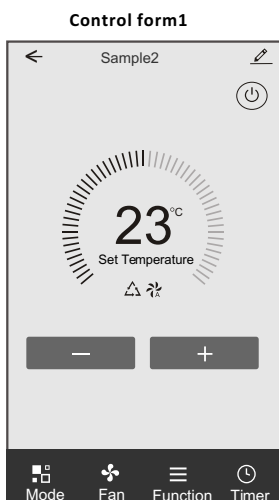 Control form1
Sample2
23°C
Set Temperature
A
— +
Mode Fan Function Timer